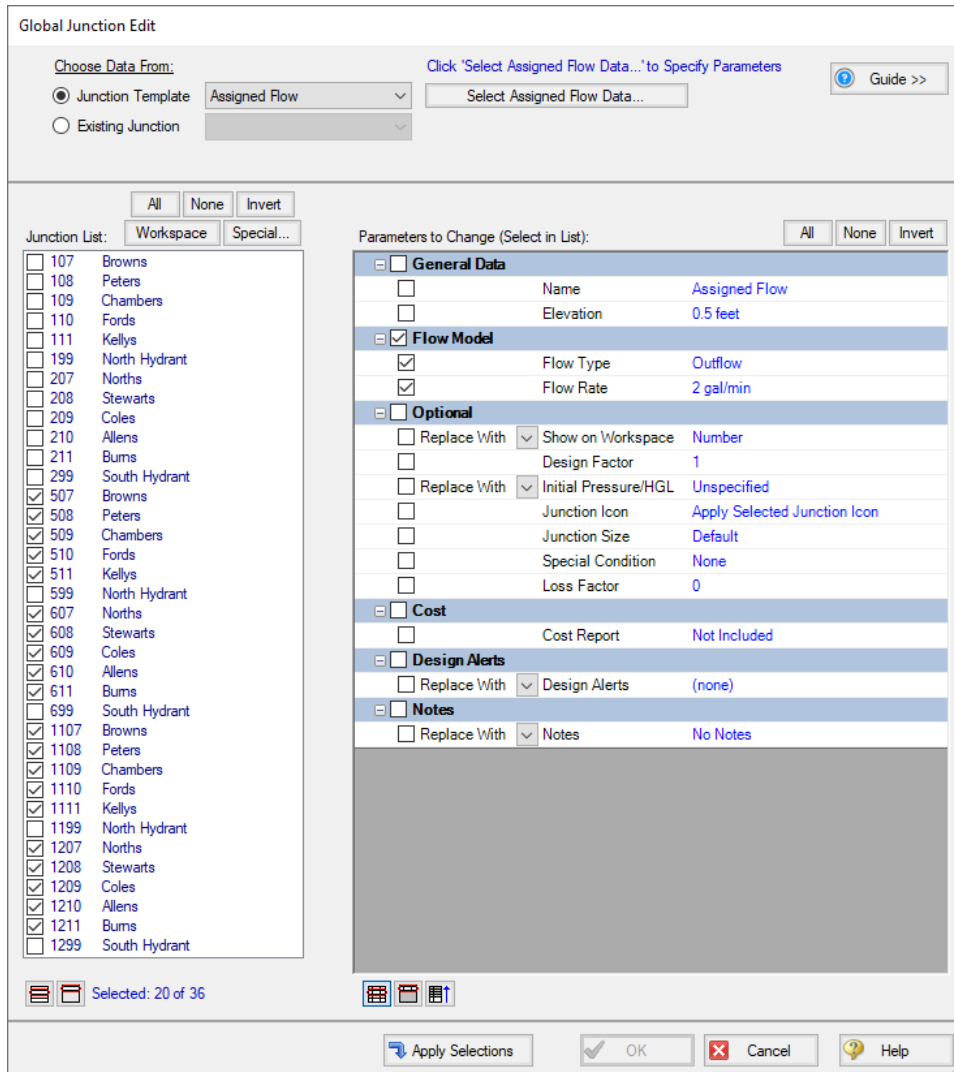 Global Junction Edit
Choose Data From:
Click 'Select Assigned Flow Data...' to Specify Parameters
Guide >>
Junction Template
Assigned Flow
Select Assigned Flow Data...
Existing Junction
All None Invert
Junction List: Workspace Special...
107 Browns
108 Peters
109 Chambers
110 Fords
111 Kellys
199 North Hydrant
207 Norths
208 Stewarts
209 Coles
210 Allens
211 Burns
299 South Hydrant
507 Browns
508 Peters
509 Chambers
510 Fords
511 Kellys
599 North Hydrant
607 Norths
608 Stewarts
609 Coles
610 Allens
611 Burns
699 South Hydrant
1107 Browns
1108 Peters
1109 Chambers
1110 Fords
1111 Kellys
1199 North Hydrant
1207 Norths
1208 Stewarts
1209 Coles
1210 Allens
1211 Burns
1299 South Hydrant
Selected: 20 of 36
Parameters to Change (Select in List): All None Invert
General Data
Name Assigned Flow
Elevation 0.5 feet
Flow Model
Flow Type Outflow
Flow Rate 2 gal/min
Optional
Replace With Show on Workspace Number
Design Factor 1
Replace With Initial Pressure/HGL Unspecified
Junction Icon Apply Selected Junction Icon
Junction Size Default
Special Condition None
Loss Factor 0
Cost
Cost Report Not Included
Design Alerts
Replace With Design Alerts (none)
Notes
Replace With Notes No Notes
Apply Selections OK Cancel Help